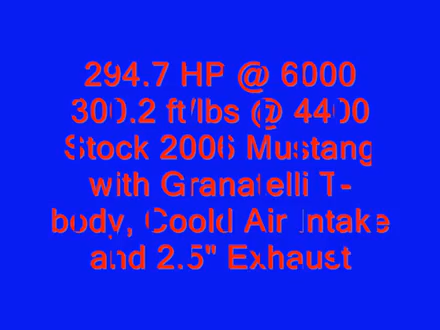 294.7 HP @ 6000
300.2 ft/lbs @ 4400
Stock 2006 Mustang
with Granatelli T-
body, Coold Air Intake
and 2.5" Exhaust